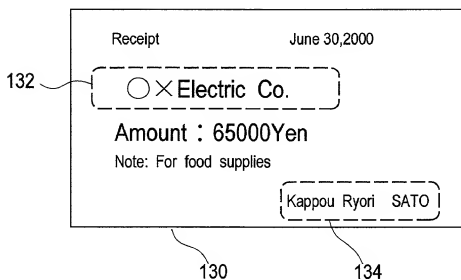 Receipt June 30,2000
132
○×Electric Co.
Amount : 65000Yen
Note: For food supplies
Kappou Ryori SATO
130 134